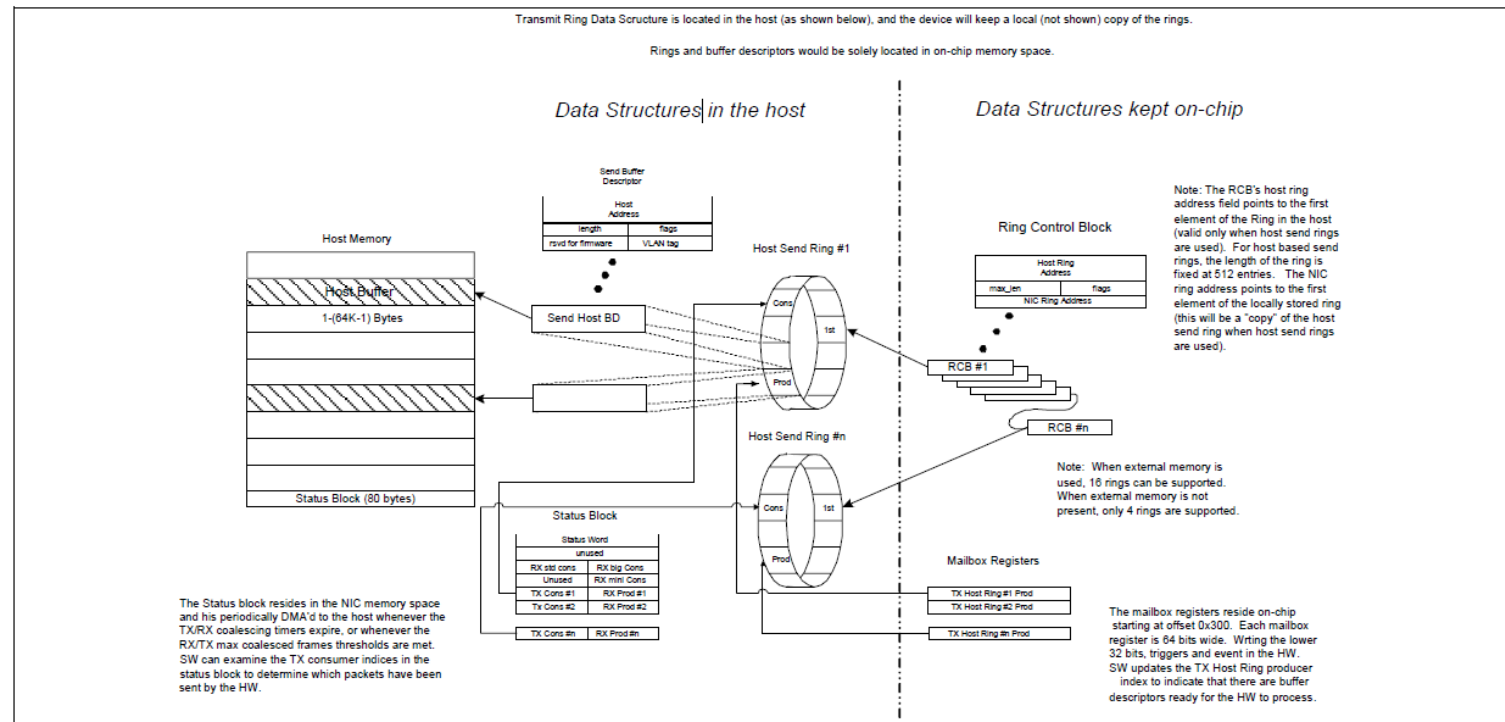 Transmit Ring Data Scructure is located in the host (as shown below), and the device will keep a local (not shown) copy of the rings.
Rings and buffer descriptors would be solely located in on-chip memory space.
Data Structures in the host
Data Structures kept on-chip
Send Buffer
Descriptor
Host
Address
length
flags
rsvd for firmware
VLAN tag
Host Memory
Host Buffer
1-(64K-1) Bytes
Status Block (80 bytes)
Send Host BD
Host Send Ring #1
Cons
1st
Prod
Host Send Ring #n
Cons
1st
Prod
Ring Control Block
Host Ring
Address
max_len
flags
NIC Ring Address
RCB #1
RCB #n
Note: The RCB's host ring
address field points to the first
element of the Ring in the host
(valid only when host send rings
are used). For host based send
rings, the length of the ring is
fixed at 512 entries. The NIC
ring address points to the first
element of the locally stored ring
(this will be a "copy" of the host
send ring when host send rings
are used).
Note: When external memory is
used, 16 rings can be supported.
When external memory is not
present, only 4 rings are supported.
Status Block
Status Word
unused
RX std cons
RX big Cons
Unused
RX mini Cons
TX Cons #1
RX Prod #1
Tx Cons #2
RX Prod #2
TX Cons #n
RX Prod #n
Mailbox Registers
TX Host Ring #1 Prod
TX Host Ring #2 Prod
TX Host Ring #n Prod
The Status block resides in the NIC memory space
and his periodically DMA'd to the host whenever the
TX/RX coalescing timers expire, or whenever the
RX/TX max coalesced frames thresholds are met.
SW can examine the TX consumer indices in the
status block to determine which packets have been
sent by the HW.
The mailbox registers reside on-chip
starting at offset 0x300. Each mailbox
register is 64 bits wide. Wrting the lower
32 bits, triggers and event in the HW.
SW updates the TX Host Ring producer
index to indicate that there are buffer
descriptors ready for the HW to process.